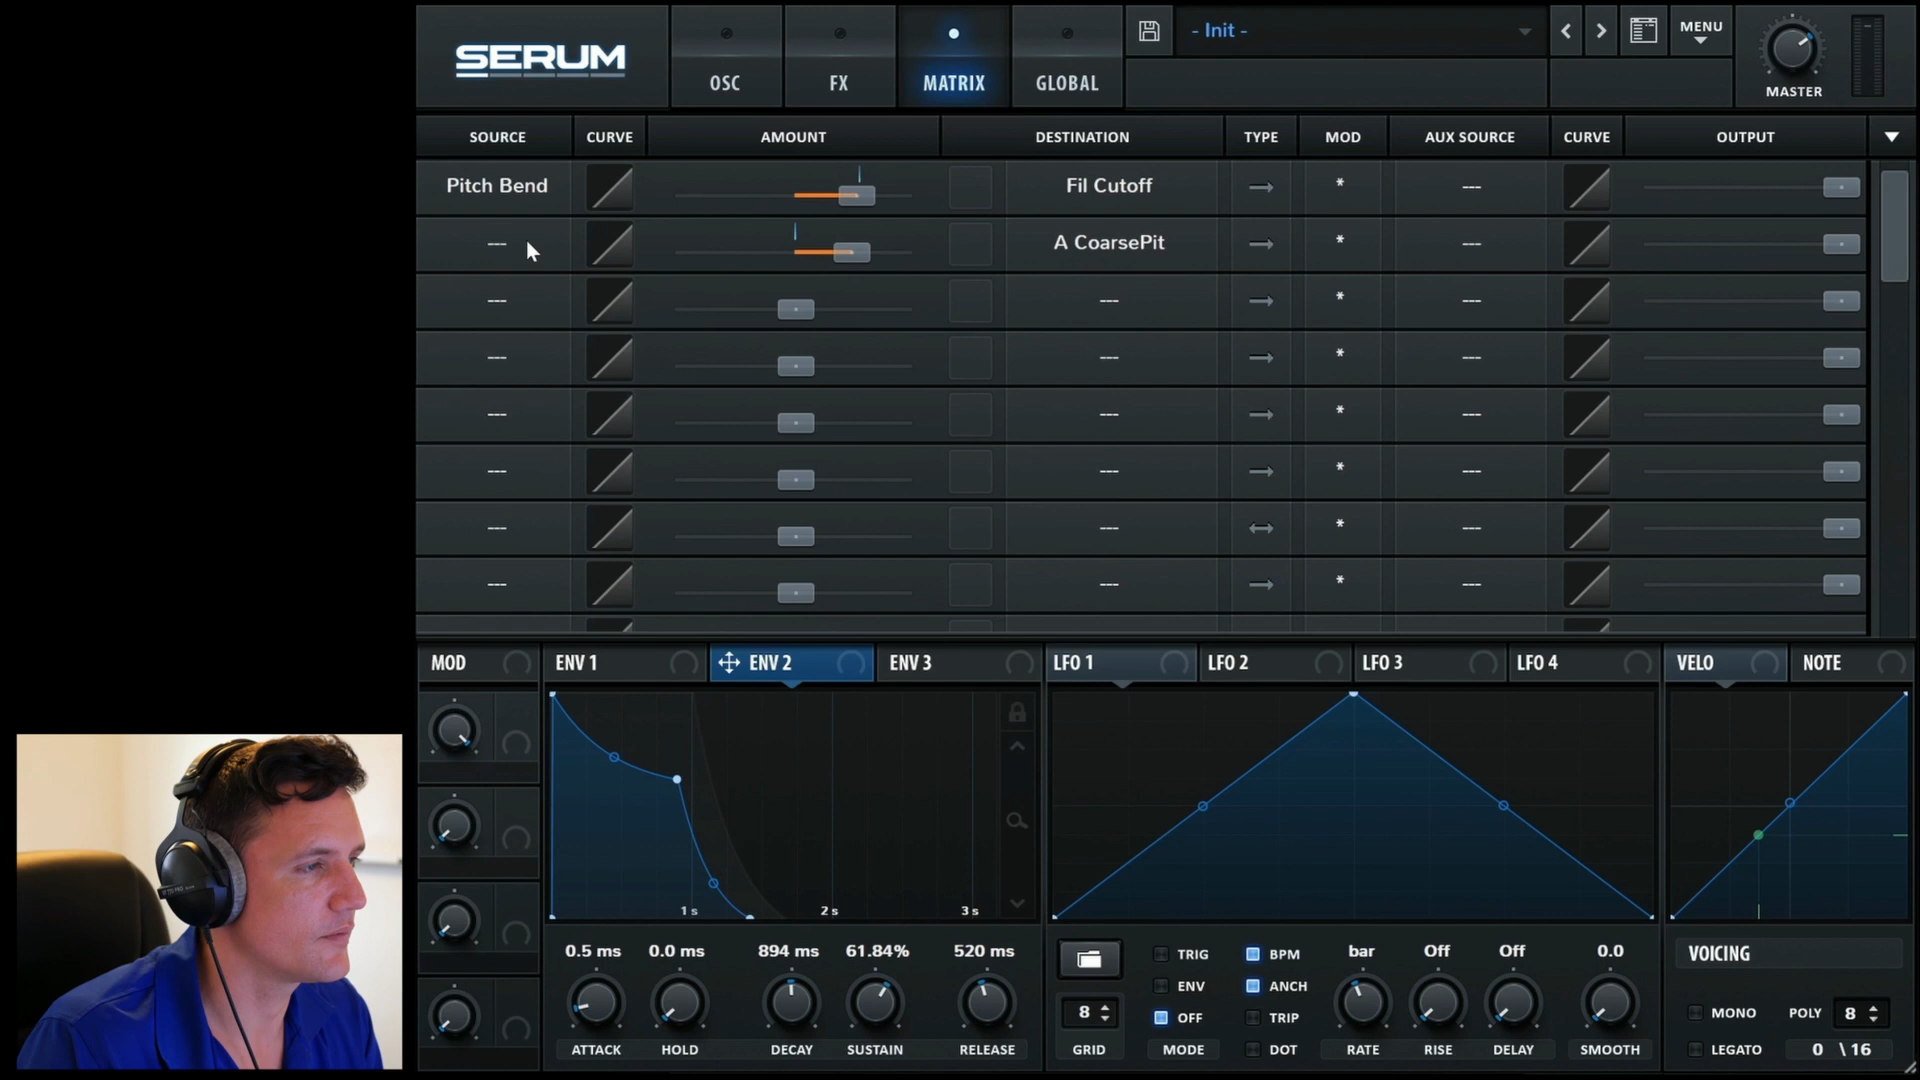 SERUM
OSC
FX
MATRIX
GLOBAL
- Init -
MENU
MASTER
SOURCE CURVE AMOUNT DESTINATION TYPE MOD AUX SOURCE CURVE OUTPUT
Pitch Bend Fil Cutoff * ---
--- A CoarsePit * ---
--- --- * ---
--- --- * ---
--- --- * ---
--- --- * ---
--- --- * ---
--- --- * ---
MOD ENV 1 ENV 2 ENV 3 LFO 1 LFO 2 LFO 3 LFO 4 VELO NOTE
1 s 2 s 3 s
0.5 ms 0.0 ms 894 ms 61.84% 520 ms
ATTACK HOLD DECAY SUSTAIN RELEASE
8
GRID
TRIG BPM
ENV ANCH
OFF TRIP
MODE DOT
bar Off Off 0.0
RATE RISE DELAY SMOOTH
VOICING
MONO POLY 8
LEGATO 0 \ 16